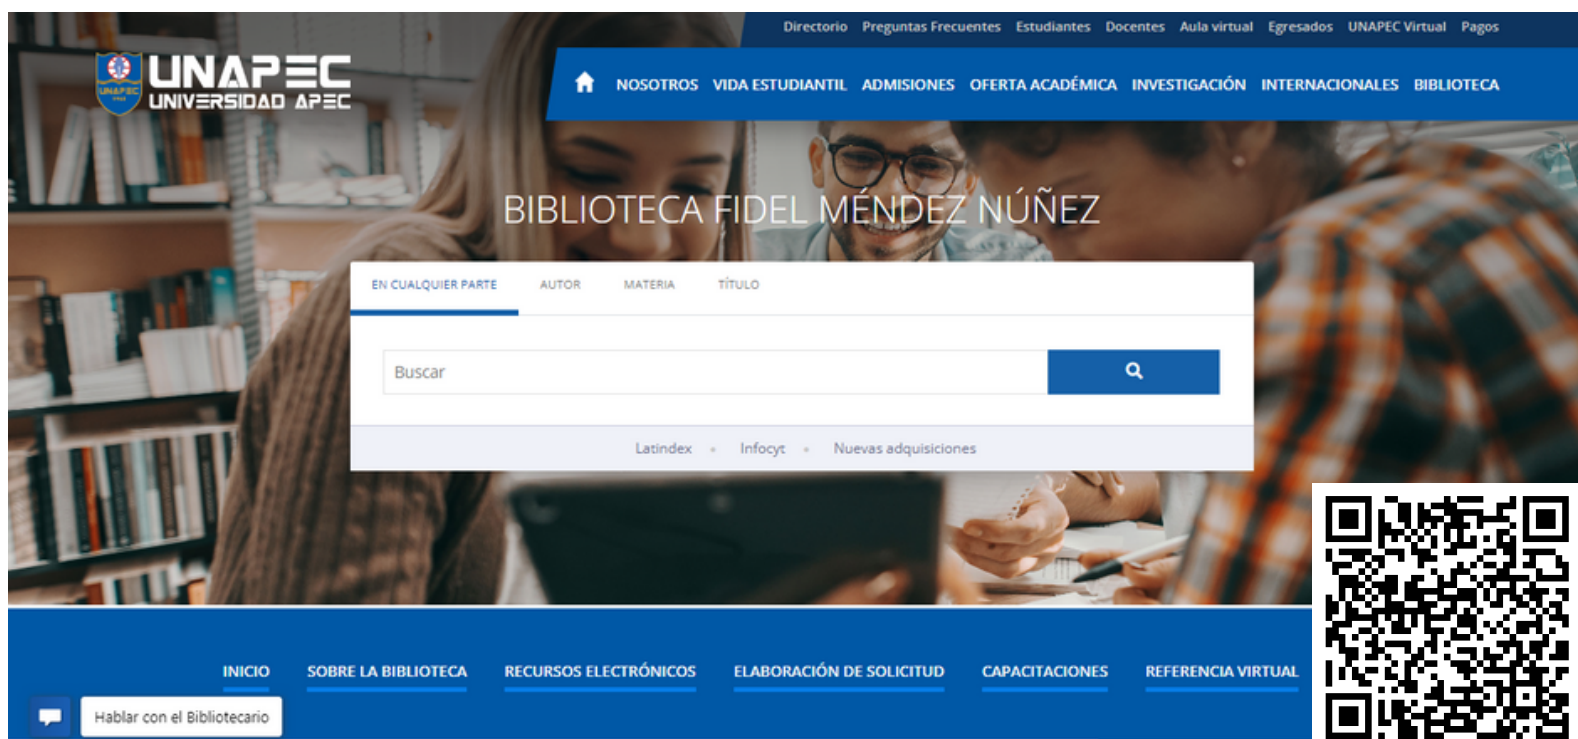 Directorio Preguntas Frecuentes Estudiantes Docentes Aula virtual Egresados UNAPEC Virtual Pagos
UNAPEC
UNIVERSIDAD APEC
UNAPEC
NOSOTROS VIDA ESTUDIANTIL ADMISIONES OFERTA ACADÉMICA INVESTIGACIÓN INTERNACIONALES BIBLIOTECA
BIBLIOTECA FIDEL MÉNDEZ NÚÑEZ
EN CUALQUIER PARTE AUTOR MATERIA TÍTULO
Buscar
Latindex Infocyt Nuevas adquisiciones
INICIO SOBRE LA BIBLIOTECA RECURSOS ELECTRÓNICOS ELABORACIÓN DE SOLICITUD CAPACITACIONES REFERENCIA VIRTUAL
Hablar con el Bibliotecario